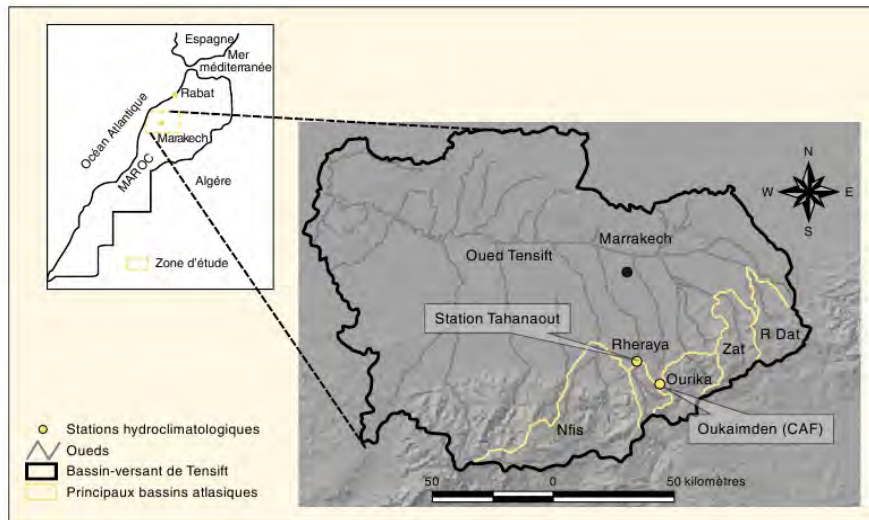 Espagne
Mer
méditerranée
Rabat
Océan Atlantique
Marakech
MAROC
Algére
Zone d'étude
N
W
E
S
Marrakech
Oued Tensift
Station Tahanaout
Rheraya
Zat
R Dat
Ourika
Nfis
Oukaimden (CAF)
Stations hydroclimatologiques
Oueds
Bassin-versant de Tensift
Principaux bassins atlasiques
50
0
50 kilomètres